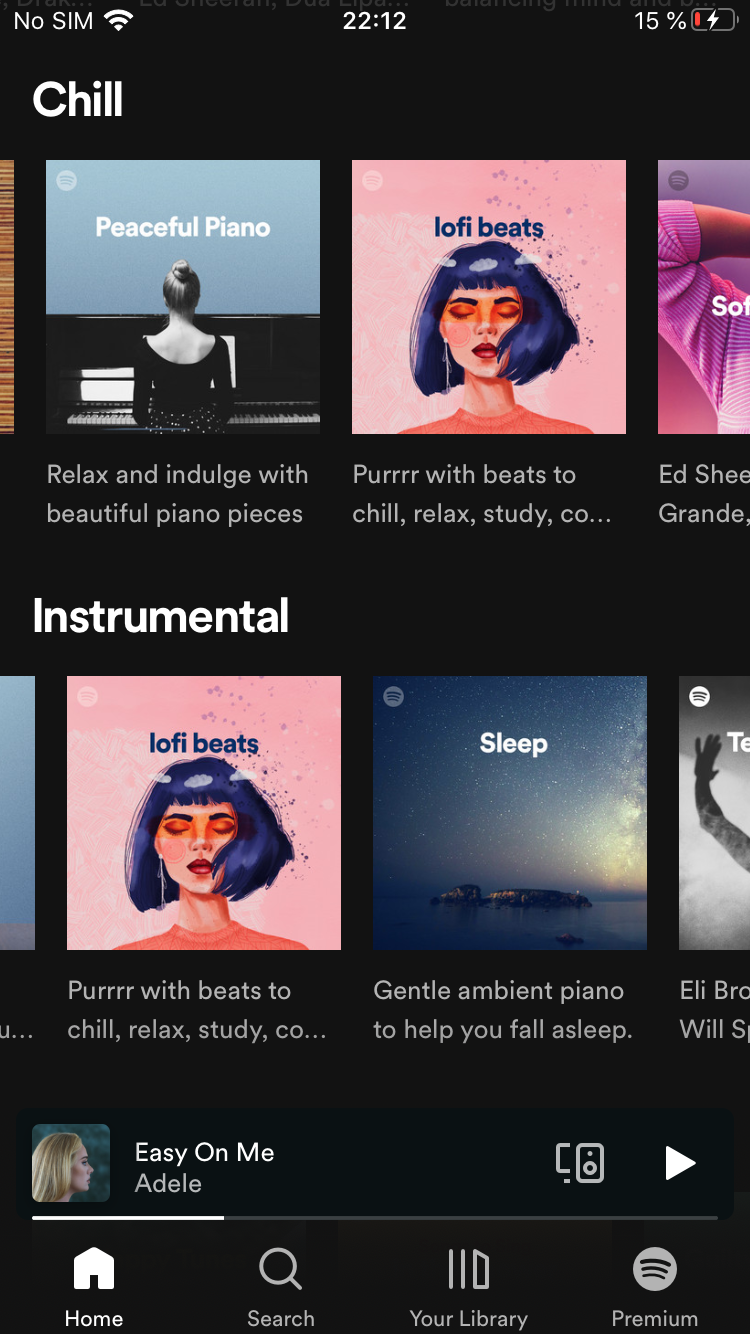 No SIM 22:12 15 %
Chill
Peaceful Piano
lofi beats
Sof
Relax and indulge with
beautiful piano pieces
Purrrr with beats to
chill, relax, study, co...
Ed Shee
Grande,
Instrumental
lofi beats
Sleep
Te
u...
Purrrr with beats to
chill, relax, study, co...
Gentle ambient piano
to help you fall asleep.
Eli Bro
Will Sp
Easy On Me
Adele
Home
Search
Your Library
Premium